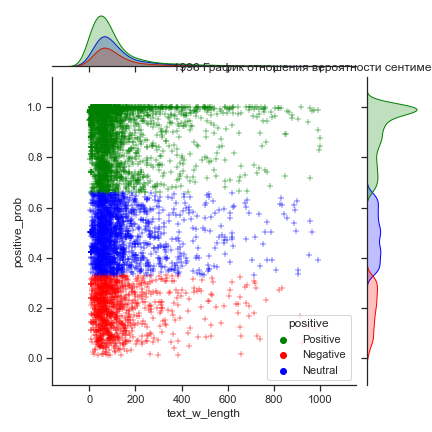 1998 График отношения вероятности сентиме
positive_prob
1.0
0.8
0.6
0.4
0.2
0.0
positive
Positive
Negative
Neutral
0 200 400 600 800 1000
text_w_length